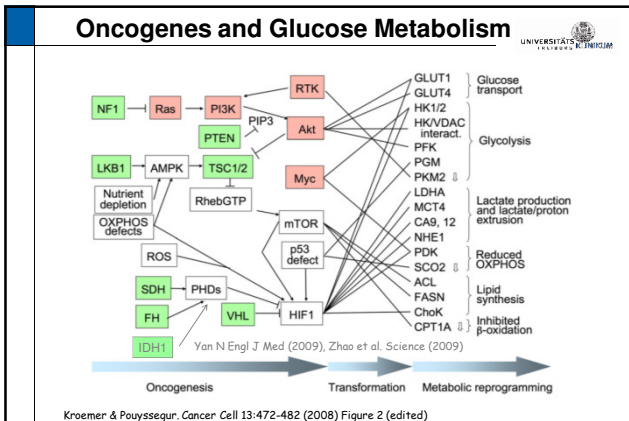 Oncogenes and Glucose Metabolism
UNIVERSITÄTS KLINIKUM
FREIBURG
NF1
Ras
PI3K
RTK
PIP3
PTEN
Akt
LKB1
AMPK
TSC1/2
Myc
Nutrient
depletion
RhebGTP
OXPHOS
defects
mTOR
ROS
p53
defect
SDH
PHDs
FH
VHL
HIF1
IDH1
Yan N Engl J Med (2009), Zhao et al. Science (2009)
GLUT1
GLUT4
HK1/2
HK/VDAC
interact.
PFK
PGM
PKM2 ⇩
LDHA
MCT4
CA9, 12
NHE1
PDK
SCO2 ⇩
ACL
FASN
ChoK
CPT1A ⇩
Glucose
transport
Glycolysis
Lactate production
and lactate/proton
extrusion
Reduced
OXPHOS
Lipid
synthesis
Inhibited
β-oxidation
Oncogenesis
Transformation
Metabolic reprogramming
Kroemer & Pouyssegur. Cancer Cell 13:472-482 (2008) Figure 2 (edited)